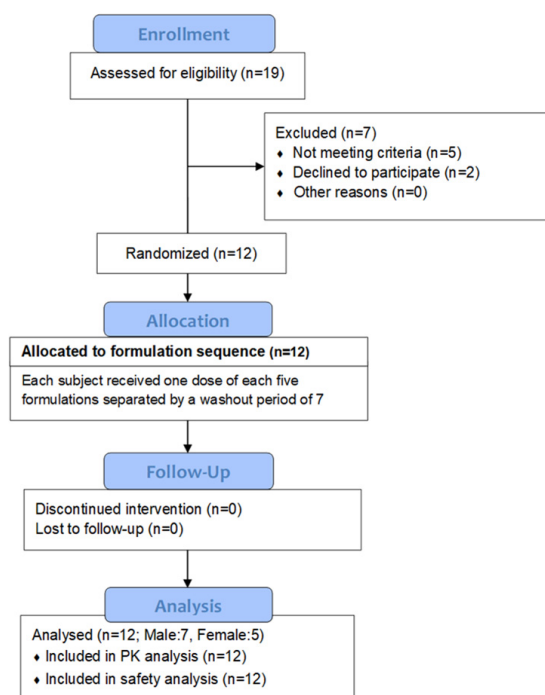 Enrollment
Assessed for eligibility (n=19)
Excluded (n=7)
♦ Not meeting criteria (n=5)
♦ Declined to participate (n=2)
♦ Other reasons (n=0)
Randomized (n=12)
Allocation
Allocated to formulation sequence (n=12)
Each subject received one dose of each five
formulations separated by a washout period of 7
Follow-Up
Discontinued intervention (n=0)
Lost to follow-up (n=0)
Analysis
Analysed (n=12; Male:7, Female:5)
♦ Included in PK analysis (n=12)
♦ Included in safety analysis (n=12)